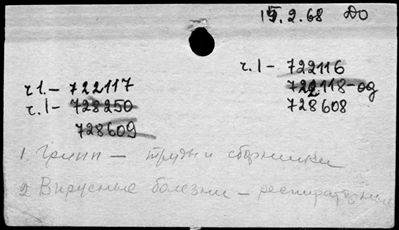 15.2.68 До
ч.1 – 722116
ч.1. – 722117
722118-од
ч.1 – 728250
728608
728609
1 Грипп – труды и сборники
2 Вирусные болезни – респираторные